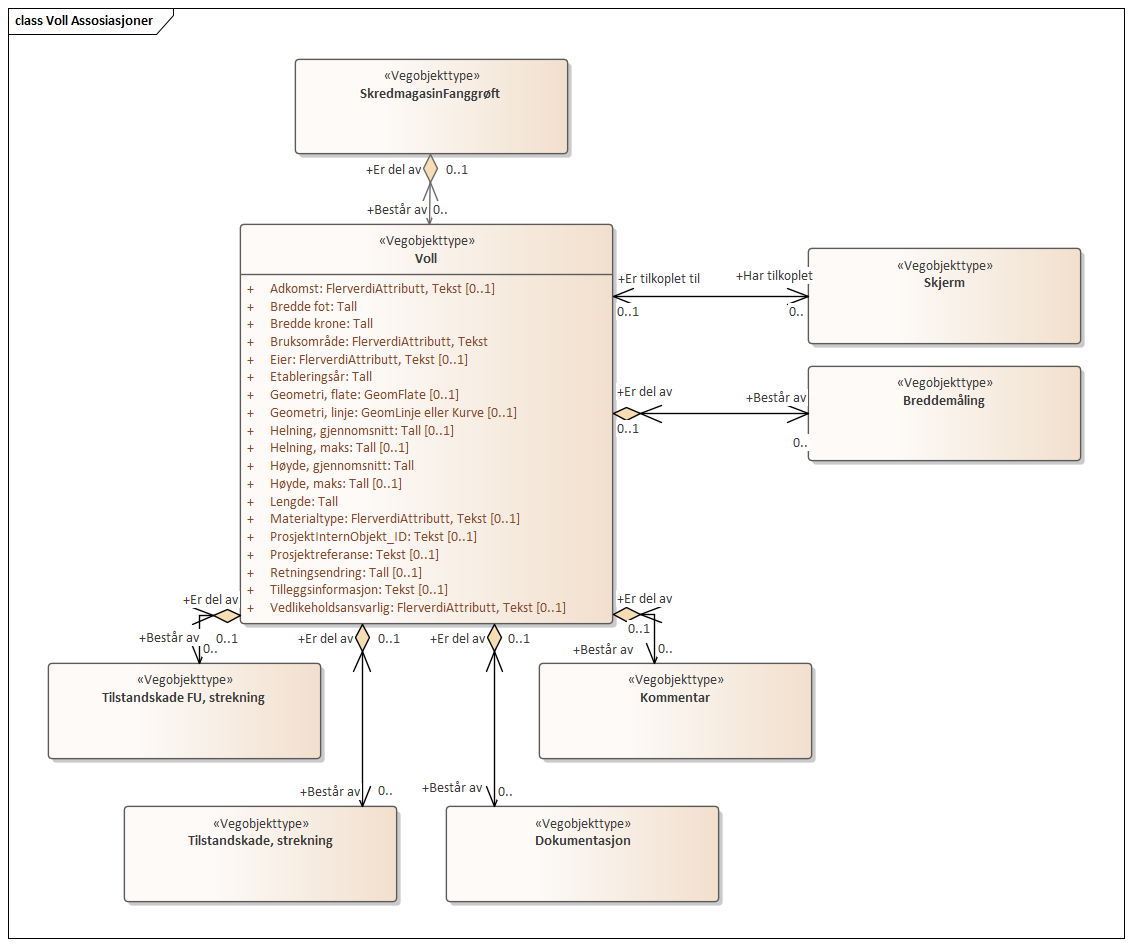 class Voll Assosiasjoner
«Vegobjekttype»
SkredmagasinFanggrøft
+Er del av
0..1
+Består av
0..
«Vegobjekttype»
Voll
+ Adkomst: FlerverdiAttributt, Tekst [0..1]
+ Bredde fot: Tall
+ Bredde krone: Tall
+ Bruksområde: FlerverdiAttributt, Tekst
+ Eier: FlerverdiAttributt, Tekst [0..1]
+ Etableringsår: Tall
+ Geometri, flate: GeomFlate [0..1]
+ Geometri, linje: GeomLinje eller Kurve [0..1]
+ Helning, gjennomsnitt: Tall [0..1]
+ Helning, maks: Tall [0..1]
+ Høyde, gjennomsnitt: Tall
+ Høyde, maks: Tall [0..1]
+ Lengde: Tall
+ Materialtype: FlerverdiAttributt, Tekst [0..1]
+ ProsjektInternObjekt_ID: Tekst [0..1]
+ Prosjektreferanse: Tekst [0..1]
+ Retningsendring: Tall [0..1]
+ Tilleggsinformasjon: Tekst [0..1]
+ Vedlikeholdsansvarlig: FlerverdiAttributt, Tekst [0..1]
+Er tilkoplet til
+Har tilkoplet
0..1
0..
«Vegobjekttype»
Skjerm
+Er del av
+Består av
0..1
0..
«Vegobjekttype»
Breddemåling
+Er del av
0..1
+Består av
0..
«Vegobjekttype»
Tilstandskade FU, strekning
+Er del av
0..1
+Består av
0..
«Vegobjekttype»
Tilstandskade, strekning
+Er del av
0..1
+Består av
0..
«Vegobjekttype»
Dokumentasjon
+Er del av
0..1
+Består av
0..
«Vegobjekttype»
Kommentar